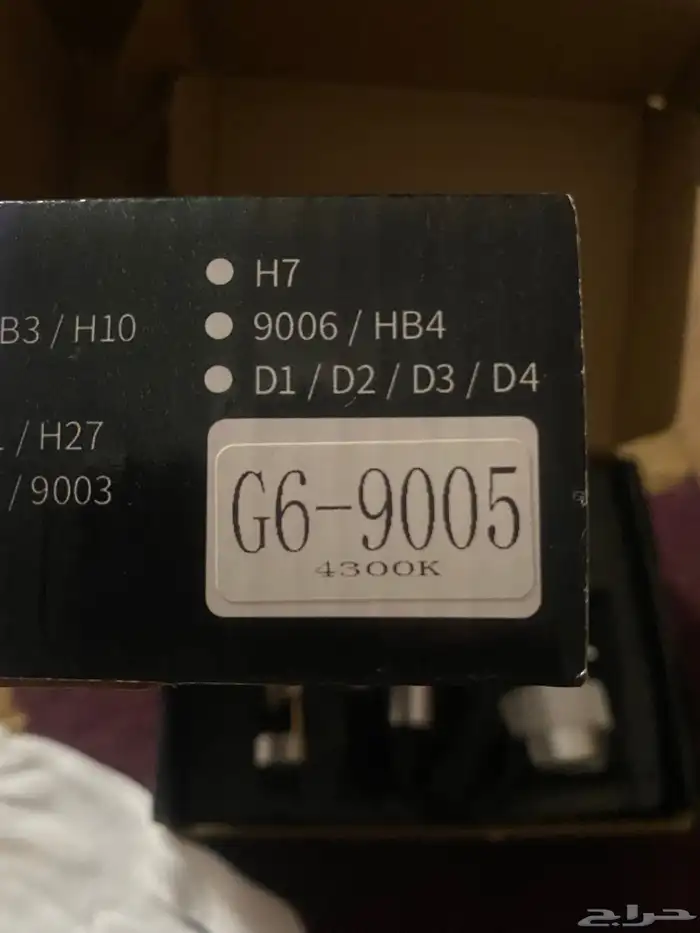 H7
B3 / H10
9006 / HB4
D1 / D2 / D3 / D4
/ H27
/ 9003
G6-9005
4300K
حراج